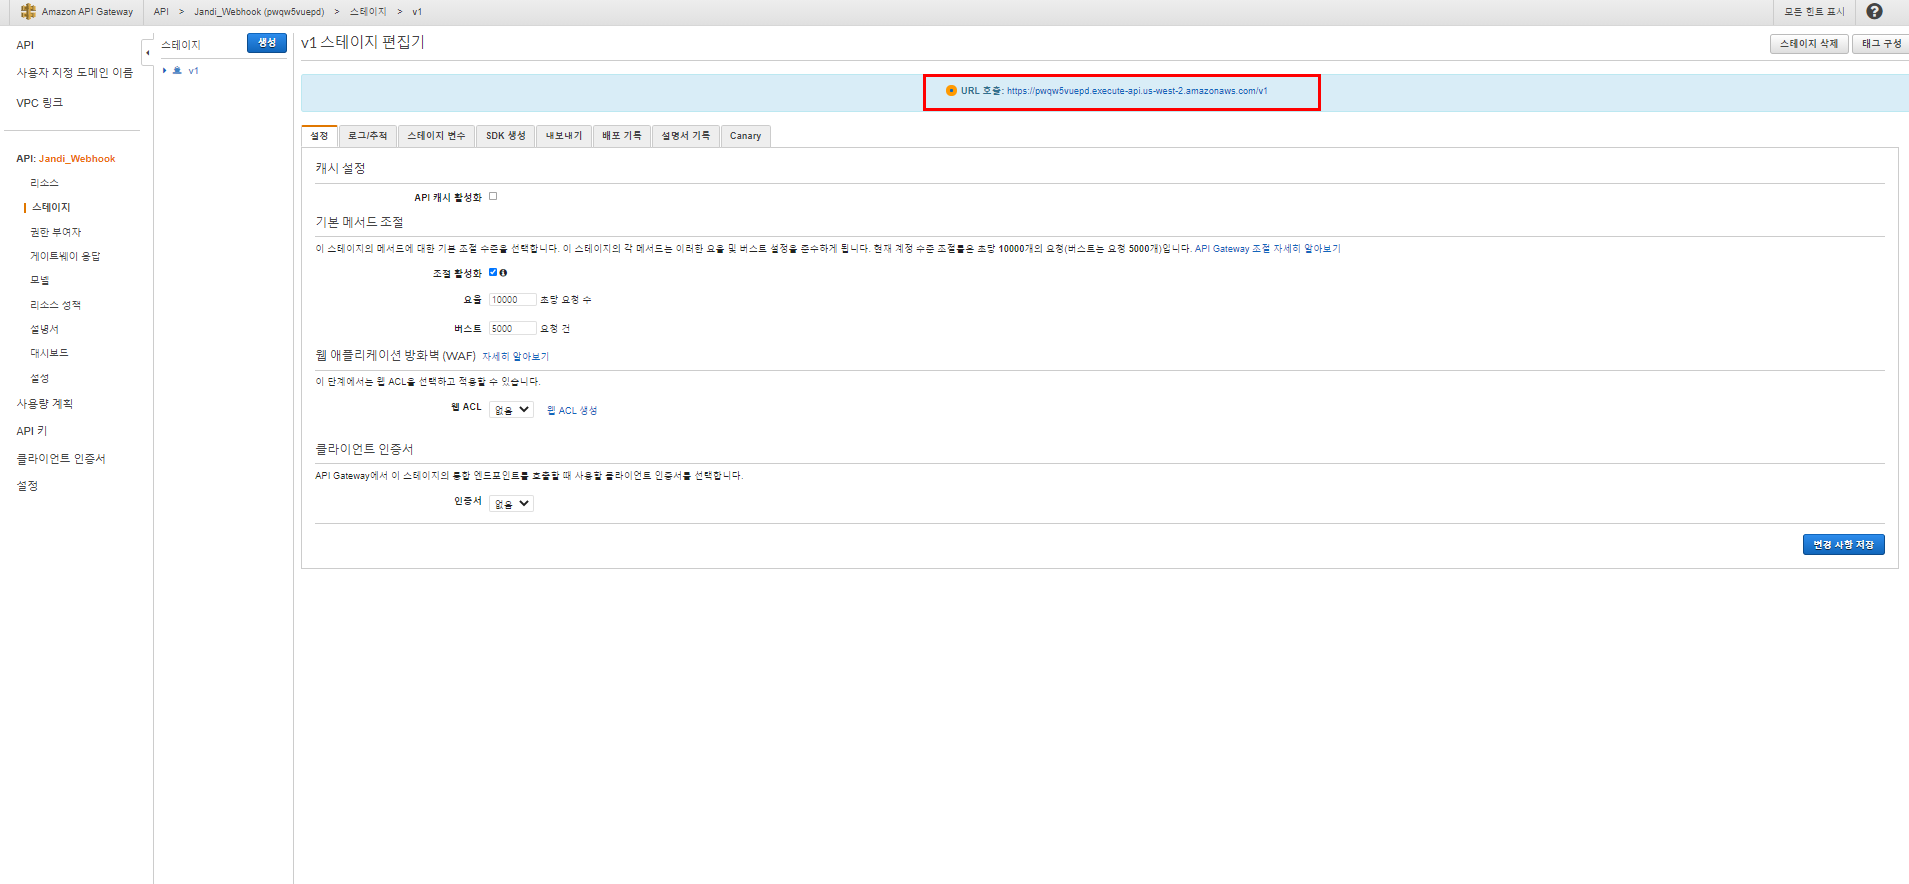 Amazon API Gateway API > Jandi_Webhook (pwqw5vuepd) > 스테이지 > v1 모든 힌트 표시
API
사용자 지정 도메인 이름
VPC 링크
API: Jandi_Webhook
리소스
스테이지
권한 부여자
게이트웨이 응답
모델
리소스 정책
설명서
대시보드
설정
사용량 계획
API 키
클라이언트 인증서
설정
스테이지 생성
v1
v1 스테이지 편집기 스테이지 삭제 태그 구성
URL 호출: https://pwqw5vuepd.execute-api.us-west-2.amazonaws.com/v1
설정 로그/추적 스테이지 변수 SDK 생성 내보내기 배포 기록 설명서 기록 Canary
캐시 설정
API 캐시 활성화
기본 메서드 조절
이 스테이지의 메서드에 대한 기본 조절 수준을 선택합니다. 이 스테이지의 각 메서드는 이러한 요율 및 버스트 설정을 준수하게 됩니다. 현재 계정 수준 조절률은 초당 10000개의 요청(버스트는 요청 5000개)입니다. API Gateway 조절 자세히 알아보기
조절 활성화
요율 10000 초당 요청 수
버스트 5000 요청 건
웹 애플리케이션 방화벽 (WAF) 자세히 알아보기
이 단계에서는 웹 ACL을 선택하고 적용할 수 있습니다.
웹 ACL 없음 웹 ACL 생성
클라이언트 인증서
API Gateway에서 이 스테이지의 통합 엔드포인트를 호출할 때 사용할 클라이언트 인증서를 선택합니다.
인증서 없음
변경 사항 저장